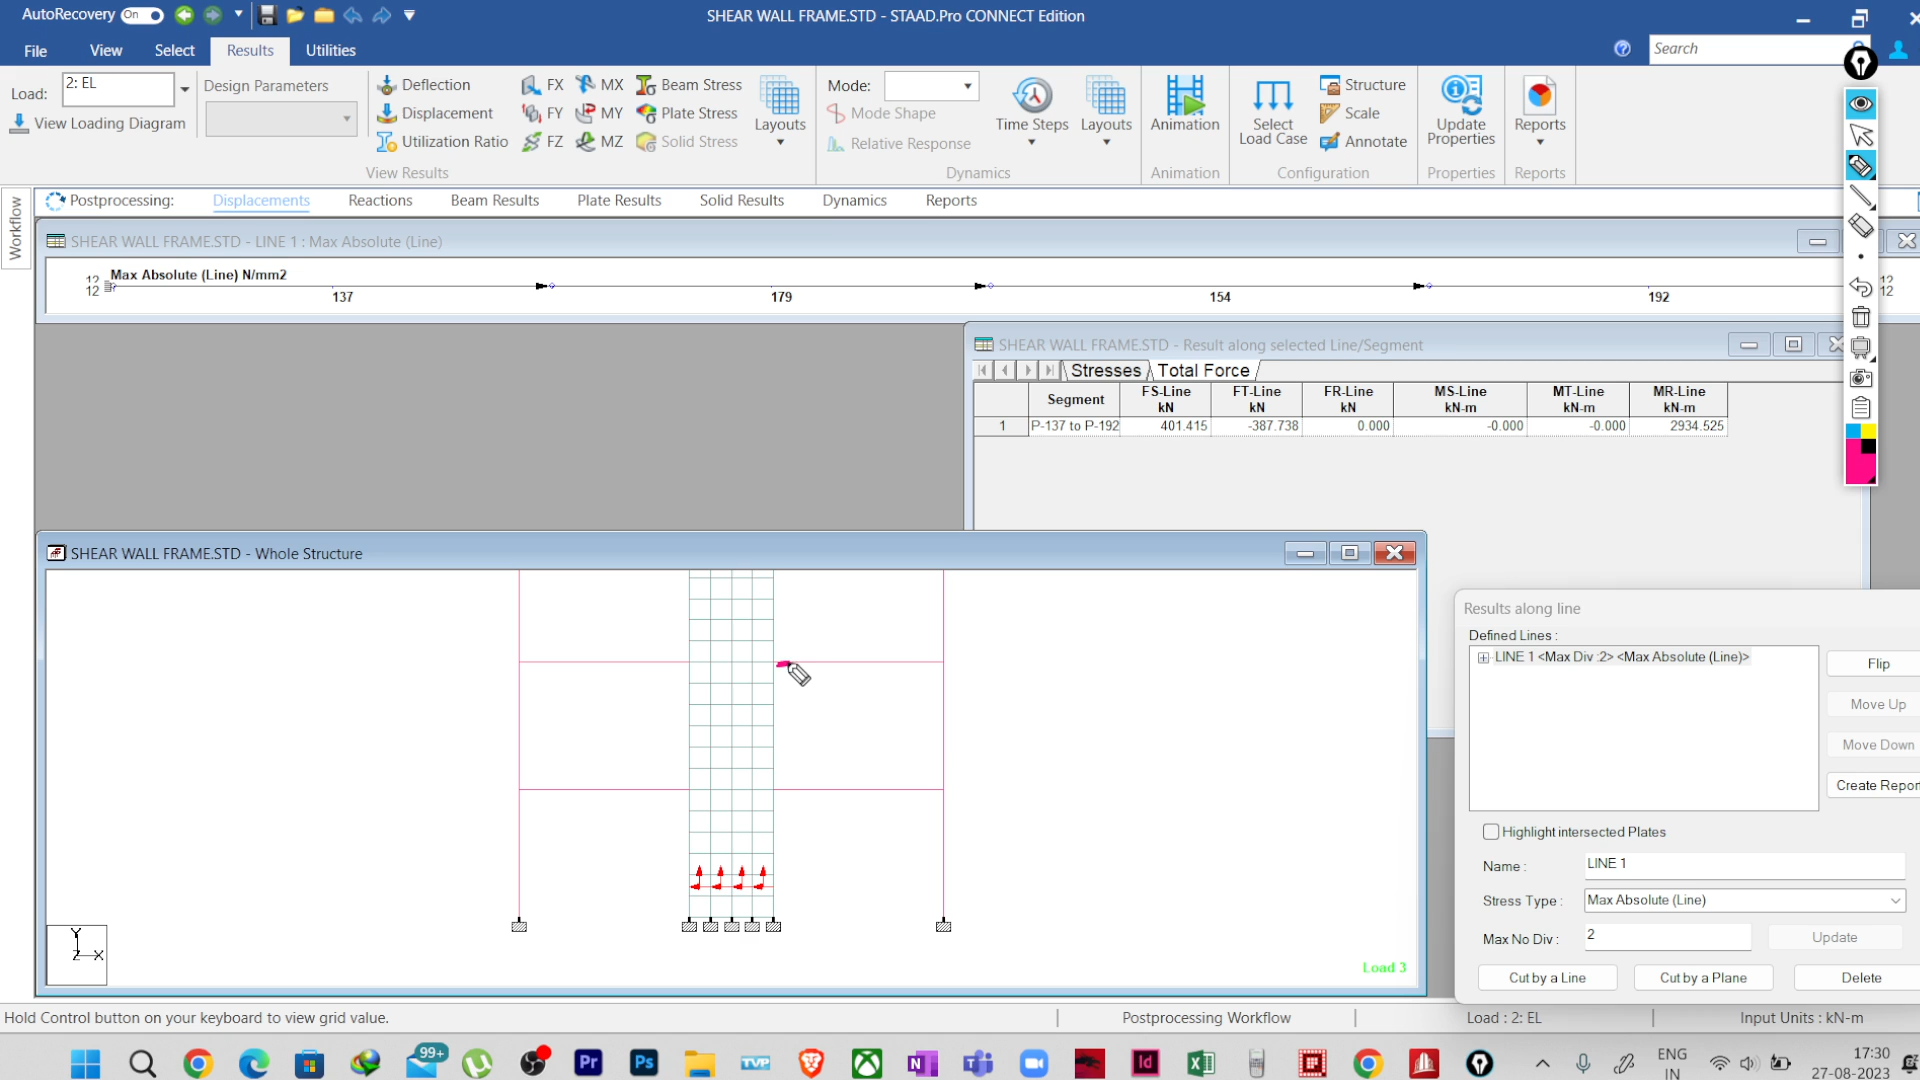 AutoRecovery On
SHEAR WALL FRAME.STD - STAAD.Pro CONNECT Edition
File View Select Results Utilities
Search
Load: 2: EL
View Loading Diagram
Design Parameters
Deflection
Displacement
Utilization Ratio
FX MX Beam Stress
FY MY Plate Stress
FZ MZ Solid Stress
Layouts
View Results
Mode:
Mode Shape
Relative Response
Time Steps
Layouts
Dynamics
Animation
Animation
Select Load Case
Structure
Scale
Annotate
Configuration
Update Properties
Properties
Reports
Reports
Workflow
Postprocessing: Displacements Reactions Beam Results Plate Results Solid Results Dynamics Reports
SHEAR WALL FRAME.STD - LINE 1 : Max Absolute (Line)
Max Absolute (Line) N/mm2
12
12
137 179 154 192
12
12
SHEAR WALL FRAME.STD - Result along selected Line/Segment
Stresses Total Force
Segment FS-Line kN FT-Line kN FR-Line kN MS-Line kN-m MT-Line kN-m MR-Line kN-m
1 P-137 to P-192 401.415 -387.738 0.000 -0.000 -0.000 2934.525
SHEAR WALL FRAME.STD - Whole Structure
Y
Z X
Load 3
Results along line
Defined Lines :
LINE 1 <Max Div :2> <Max Absolute (Line)>
Flip
Move Up
Move Down
Create Repor
Highlight intersected Plates
Name : LINE 1
Stress Type : Max Absolute (Line)
Max No Div : 2
Update
Cut by a Line Cut by a Plane Delete
Hold Control button on your keyboard to view grid value.
Postprocessing Workflow
Load : 2: EL
Input Units : kN-m
99+
Pr Ps TVP N Id
ENG
IN
17:30
27-08-2023